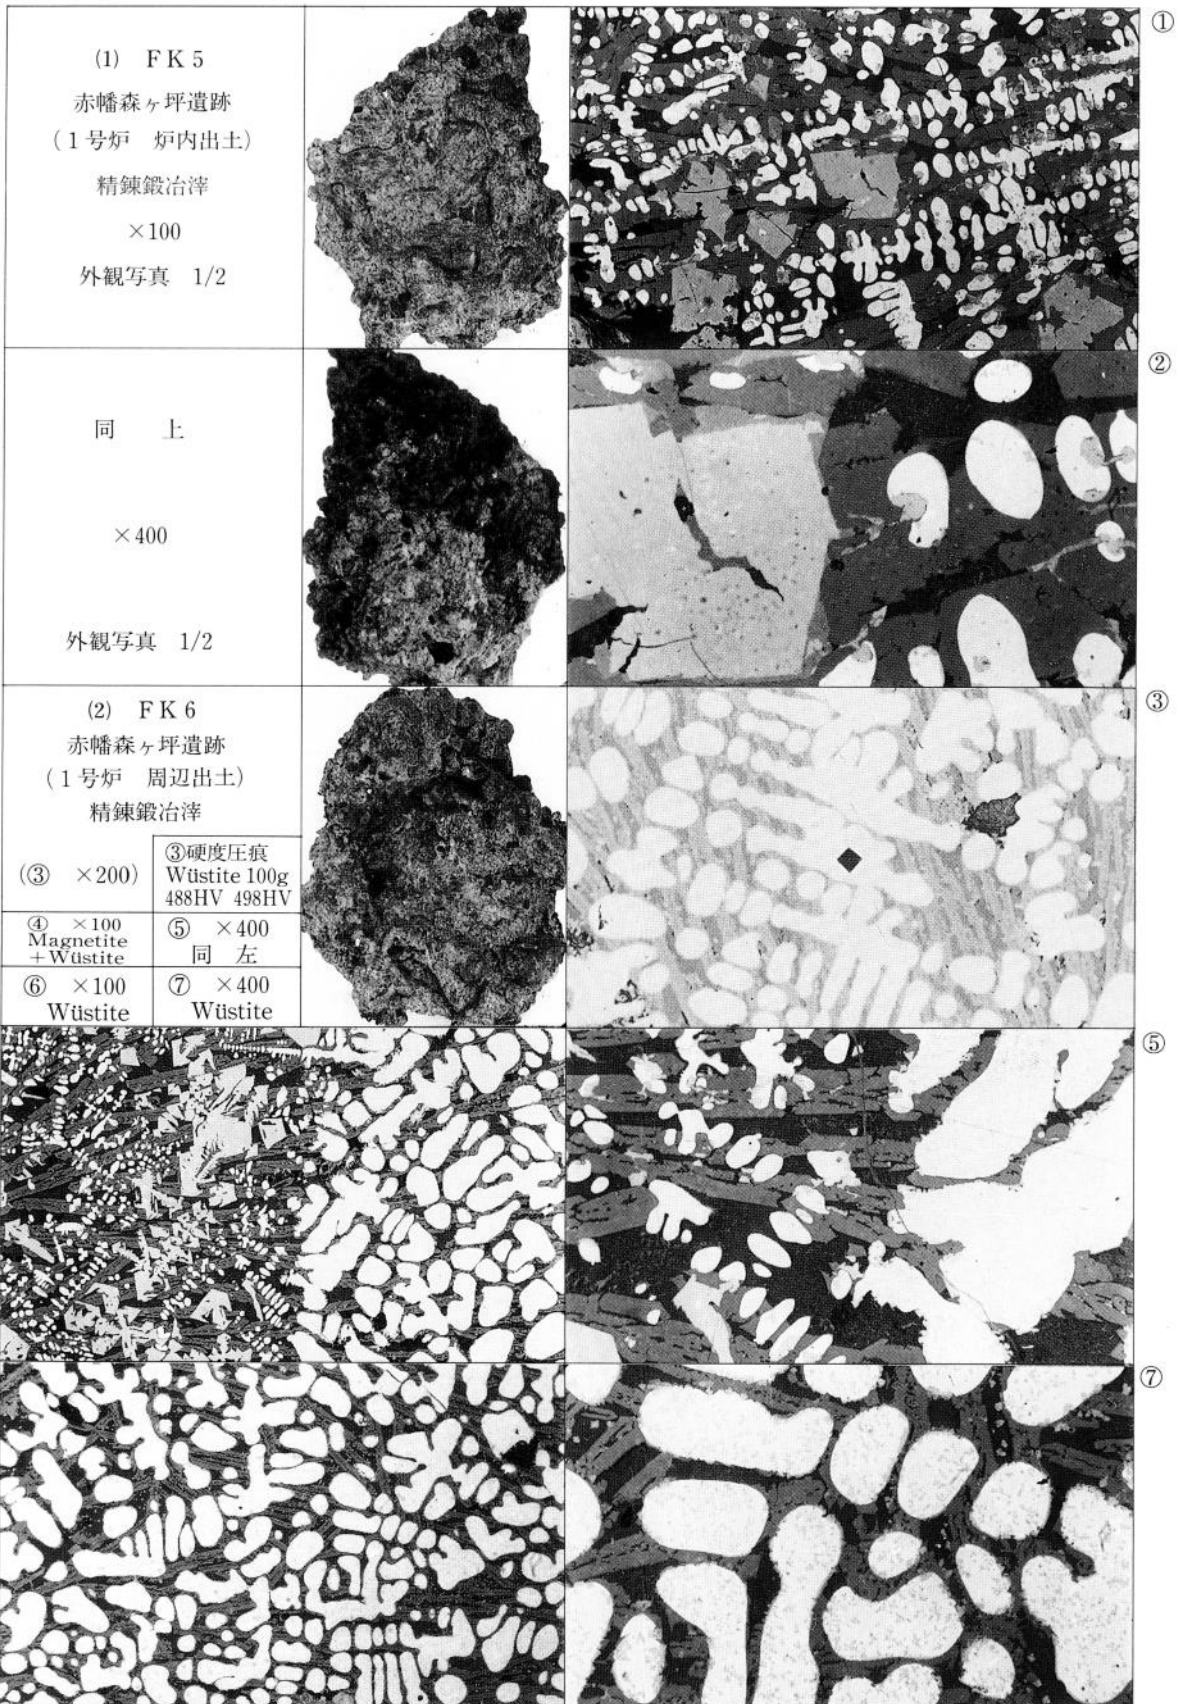 (1) FK5
赤幡森ヶ坪遺跡
(1号炉 炉内出土)
精錬鍛冶滓
×100
外観写真 1/2
①
同 上
×400
外観写真 1/2
②
(2) FK6
赤幡森ヶ坪遺跡
(1号炉 周辺出土)
精錬鍛冶滓
(③ ×200)
③硬度圧痕
Wüstite 100g
488HV 498HV
④ ×100
Magnetite
+Wüstite
⑤ ×400
同 左
⑥ ×100
Wüstite
⑦ ×400
Wüstite
③
⑤
⑦